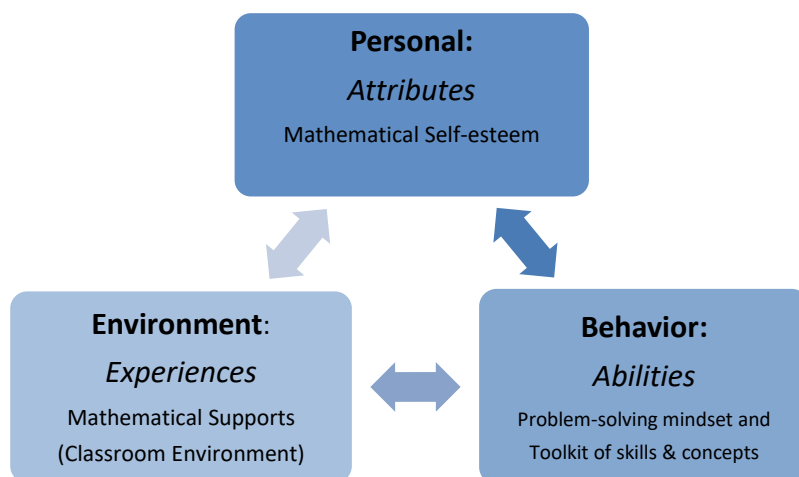 Personal:
Attributes
Mathematical Self-esteem
Environment:
Experiences
Mathematical Supports
(Classroom Environment)
Behavior:
Abilities
Problem-solving mindset and
Toolkit of skills & concepts